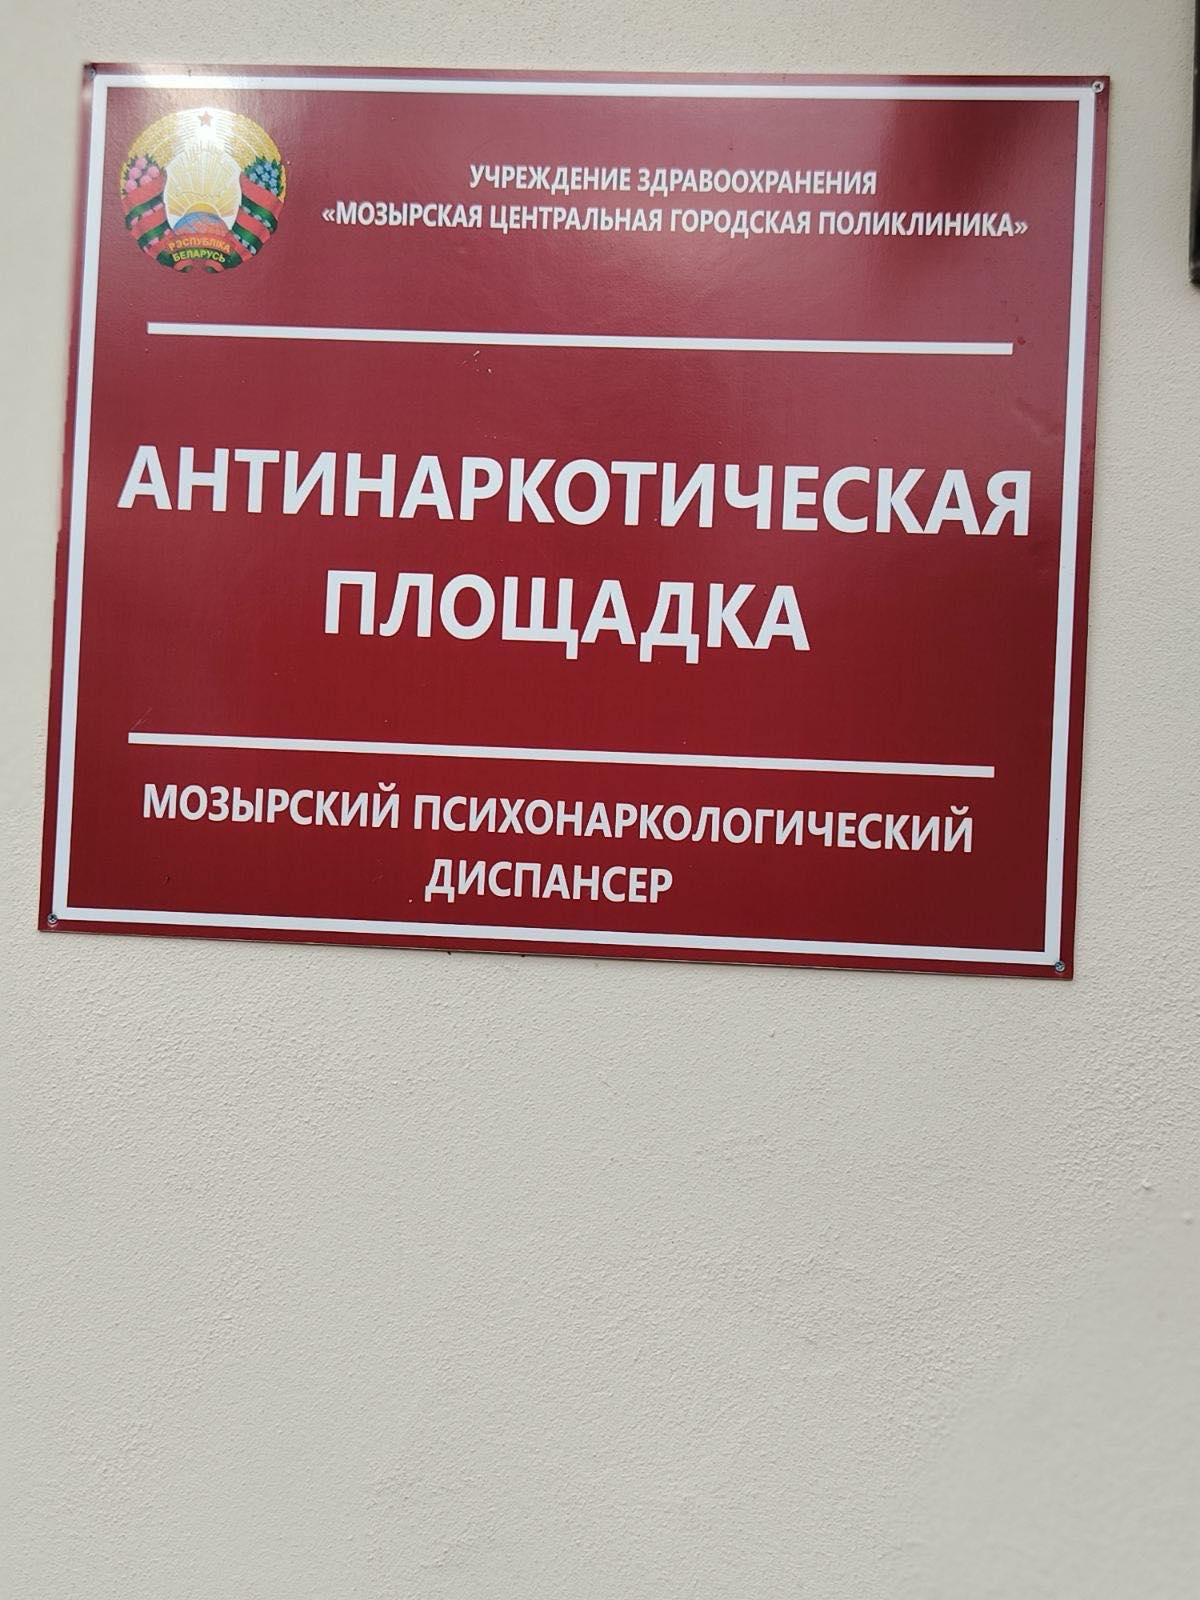 РЭСПУБЛІКА
БЕЛАРУСЬ
УЧРЕЖДЕНИЕ ЗДРАВООХРАНЕНИЯ
«МОЗЫРСКАЯ ЦЕНТРАЛЬНАЯ ГОРОДСКАЯ ПОЛИКЛИНИКА»
АНТИНАРКОТИЧЕСКАЯ
ПЛОЩАДКА
МОЗЫРСКИЙ ПСИХОНАРКОЛОГИЧЕСКИЙ
ДИСПАНСЕР